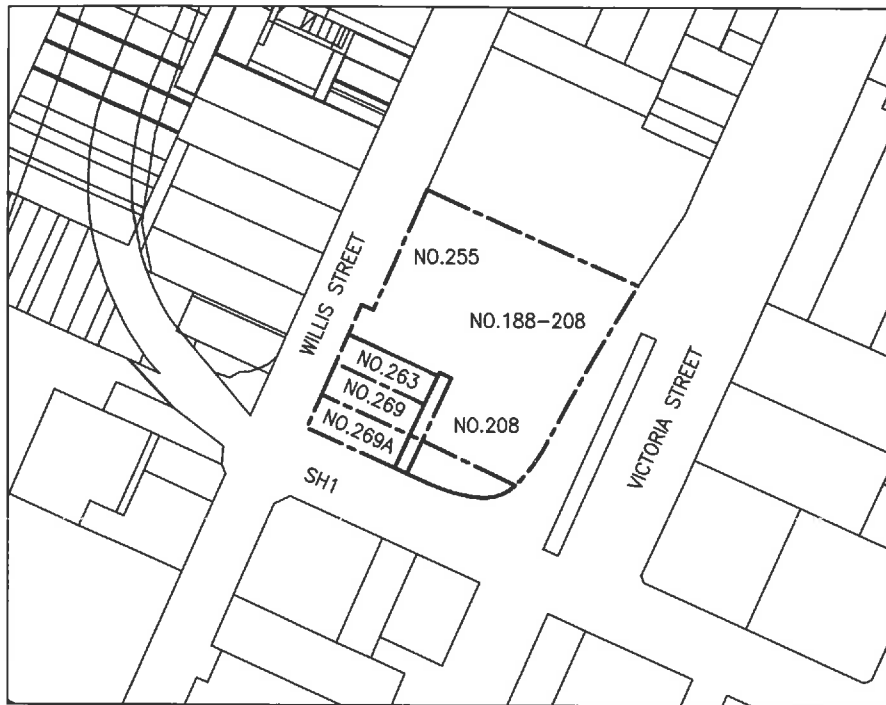 NO.255
WILLIS STREET
NO.188-208
NO.263
NO.269
NO.208
NO.269A
VICTORIA STREET
SH1